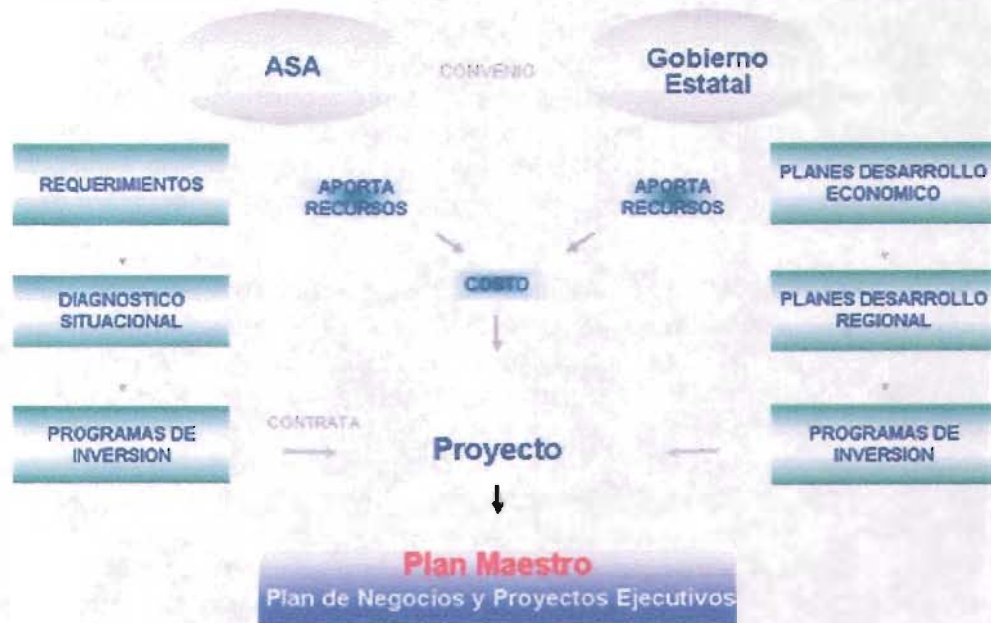 ASA
CONVENIO
Gobierno
Estatal
REQUERIMIENTOS
APORTA
RECURSOS
APORTA
RECURSOS
PLANES DESARROLLO
ECONOMICO
COSTO
DIAGNOSTICO
SITUACIONAL
PLANES DESARROLLO
REGIONAL
PROGRAMAS DE
INVERSION
CONTRATA
Proyecto
PROGRAMAS DE
INVERSION
Plan Maestro
Plan de Negocios y Proyectos Ejecutivos